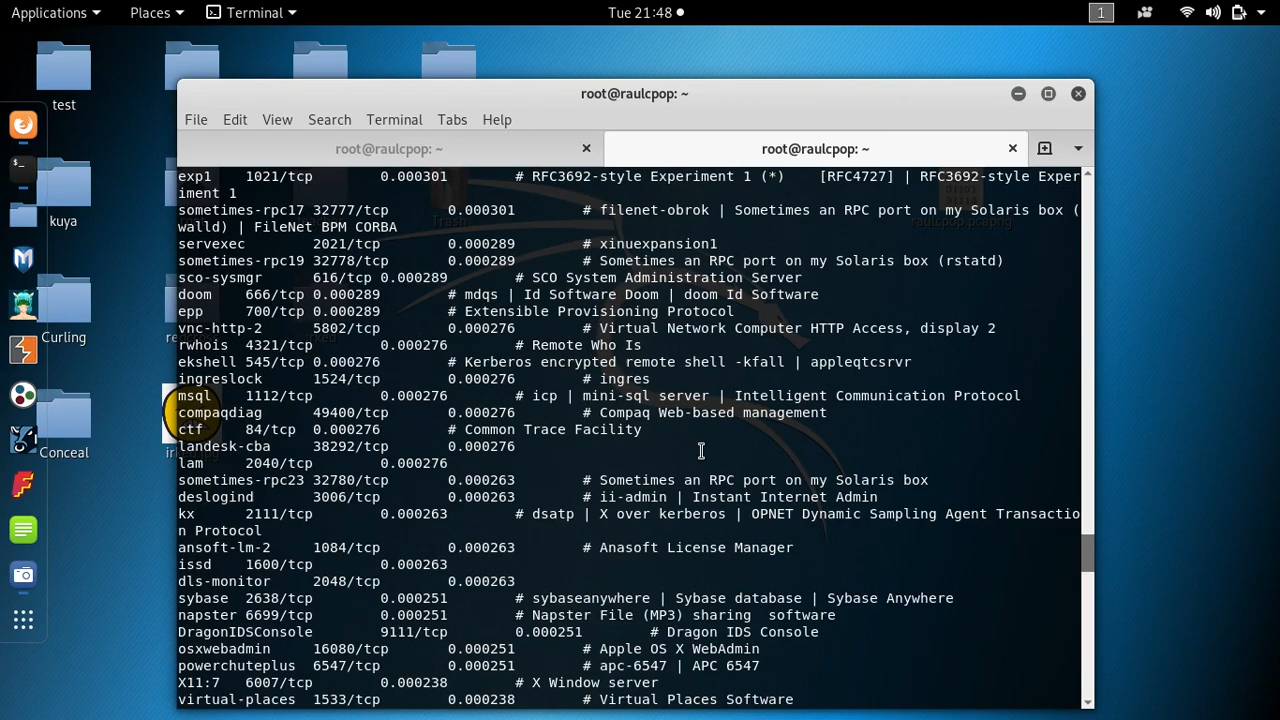 Applications Places Terminal Tue 21:48 1
test
kuya
Curling
Conceal
Trash
raulcpop.pcapng
root@raulcpop: ~
File Edit View Search Terminal Tabs Help
root@raulcpop: ~ root@raulcpop: ~
exp1 1021/tcp 0.000301 # RFC3692-style Experiment 1 (*) [RFC4727] | RFC3692-style Exper
iment 1
sometimes-rpc17 32777/tcp 0.000301 # filenet-obrok | Sometimes an RPC port on my Solaris box (
walld) | FileNet BPM CORBA
servexec 2021/tcp 0.000289 # xinuexpansion1
sometimes-rpc19 32778/tcp 0.000289 # Sometimes an RPC port on my Solaris box (rstatd)
sco-sysmgr 616/tcp 0.000289 # SCO System Administration Server
doom 666/tcp 0.000289 # mdqs | Id Software Doom | doom Id Software
epp 700/tcp 0.000289 # Extensible Provisioning Protocol
vnc-http-2 5802/tcp 0.000276 # Virtual Network Computer HTTP Access, display 2
rwhois 4321/tcp 0.000276 # Remote Who Is
ekshell 545/tcp 0.000276 # Kerberos encrypted remote shell -kfall | appleqtcsrvr
ingreslock 1524/tcp 0.000276 # ingres
msql 1112/tcp 0.000276 # icp | mini-sql server | Intelligent Communication Protocol
compaqdiag 49400/tcp 0.000276 # Compaq Web-based management
ctf 84/tcp 0.000276 # Common Trace Facility
landesk-cba 38292/tcp 0.000276
lam 2040/tcp 0.000276
sometimes-rpc23 32780/tcp 0.000263 # Sometimes an RPC port on my Solaris box
deslogind 3006/tcp 0.000263 # ii-admin | Instant Internet Admin
kx 2111/tcp 0.000263 # dsatp | X over kerberos | OPNET Dynamic Sampling Agent Transactio
n Protocol
ansoft-lm-2 1084/tcp 0.000263 # Anasoft License Manager
issd 1600/tcp 0.000263
dls-monitor 2048/tcp 0.000263
sybase 2638/tcp 0.000251 # sybaseanywhere | Sybase database | Sybase Anywhere
napster 6699/tcp 0.000251 # Napster File (MP3) sharing software
DragonIDSConsole 9111/tcp 0.000251 # Dragon IDS Console
osxwebadmin 16080/tcp 0.000251 # Apple OS X WebAdmin
powerchuteplus 6547/tcp 0.000251 # apc-6547 | APC 6547
X11:7 6007/tcp 0.000238 # X Window server
virtual-places 1533/tcp 0.000238 # Virtual Places Software